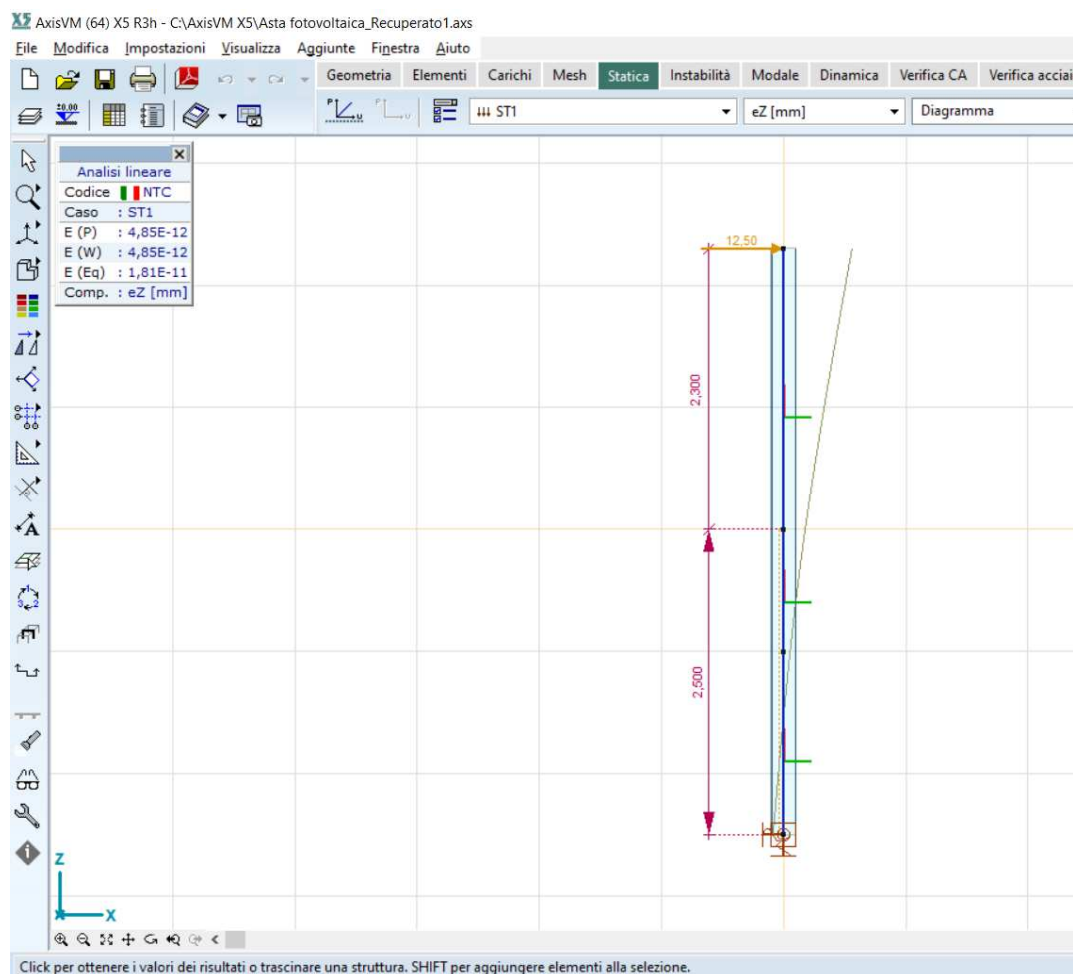 X5 AxisVM (64) X5 R3h - C:\AxisVM X5\Asta fotovoltaica_Recuperato1.axs
File Modifica Impostazioni Visualizza Aggiunte Finestra Aiuto
Geometria Elementi Carichi Mesh Statica Instabilità Modale Dinamica Verifica CA Verifica acciai
ST1 eZ [mm] Diagramma
Analisi lineare
Codice NTC
Caso : ST1
E (P) : 4,85E-12
E (W) : 4,85E-12
E (Eq) : 1,81E-11
Comp. : eZ [mm]
12,50
2,300
2,500
Z
X
Click per ottenere i valori dei risultati o trascinare una struttura. SHIFT per aggiungere elementi alla selezione.